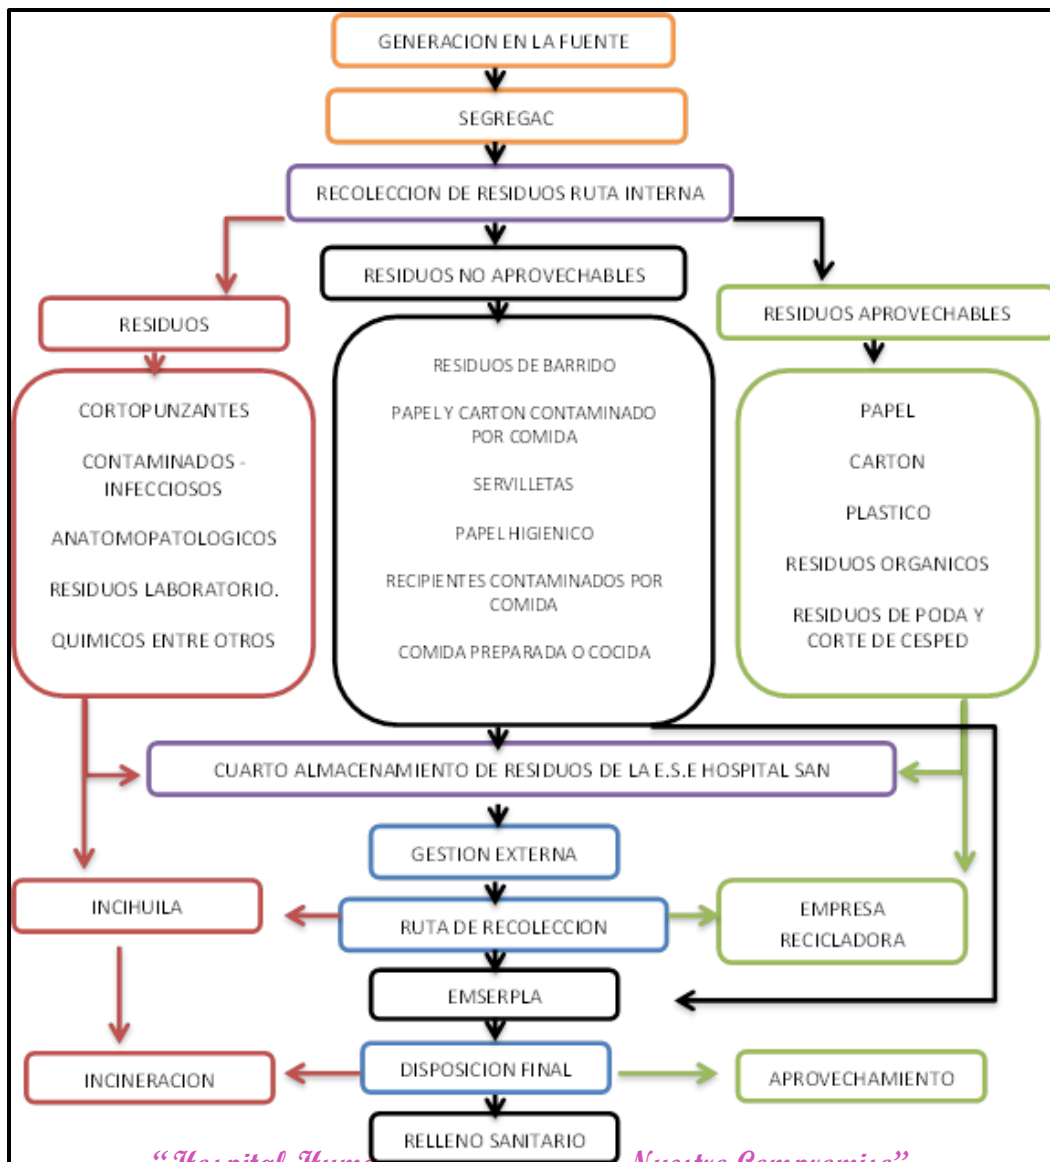 GENERACION EN LA FUENTE
SEGREGAC
RECOLECCION DE RESIDUOS RUTA INTERNA
RESIDUOS NO APROVECHABLES
RESIDUOS
RESIDUOS APROVECHABLES
CORTOPUNZANTES
CONTAMINADOS -
INFECCIOSOS
ANATOMOPATOLOGICOS
RESIDUOS LABORATORIO.
QUIMICOS ENTRE OTROS
RESIDUOS DE BARRIDO
PAPEL Y CARTON CONTAMINADO
POR COMIDA
SERVILLETAS
PAPEL HIGIENICO
RECIPIENTES CONTAMINADOS POR
COMIDA
COMIDA PREPARADA O COCIDA
PAPEL
CARTON
PLASTICO
RESIDUOS ORGANICOS
RESIDUOS DE PODA Y
CORTE DE CESPED
CUARTO ALMACENAMIENTO DE RESIDUOS DE LA E.S.E HOSPITAL SAN
GESTION EXTERNA
INCIHUILA
RUTA DE RECOLECCION
EMPRESA
RECICLADORA
EMSERPLA
INCINERACION
DISPOSICION FINAL
APROVECHAMIENTO
RELLENO SANITARIO
“Hospital Nuestro Compromiso”